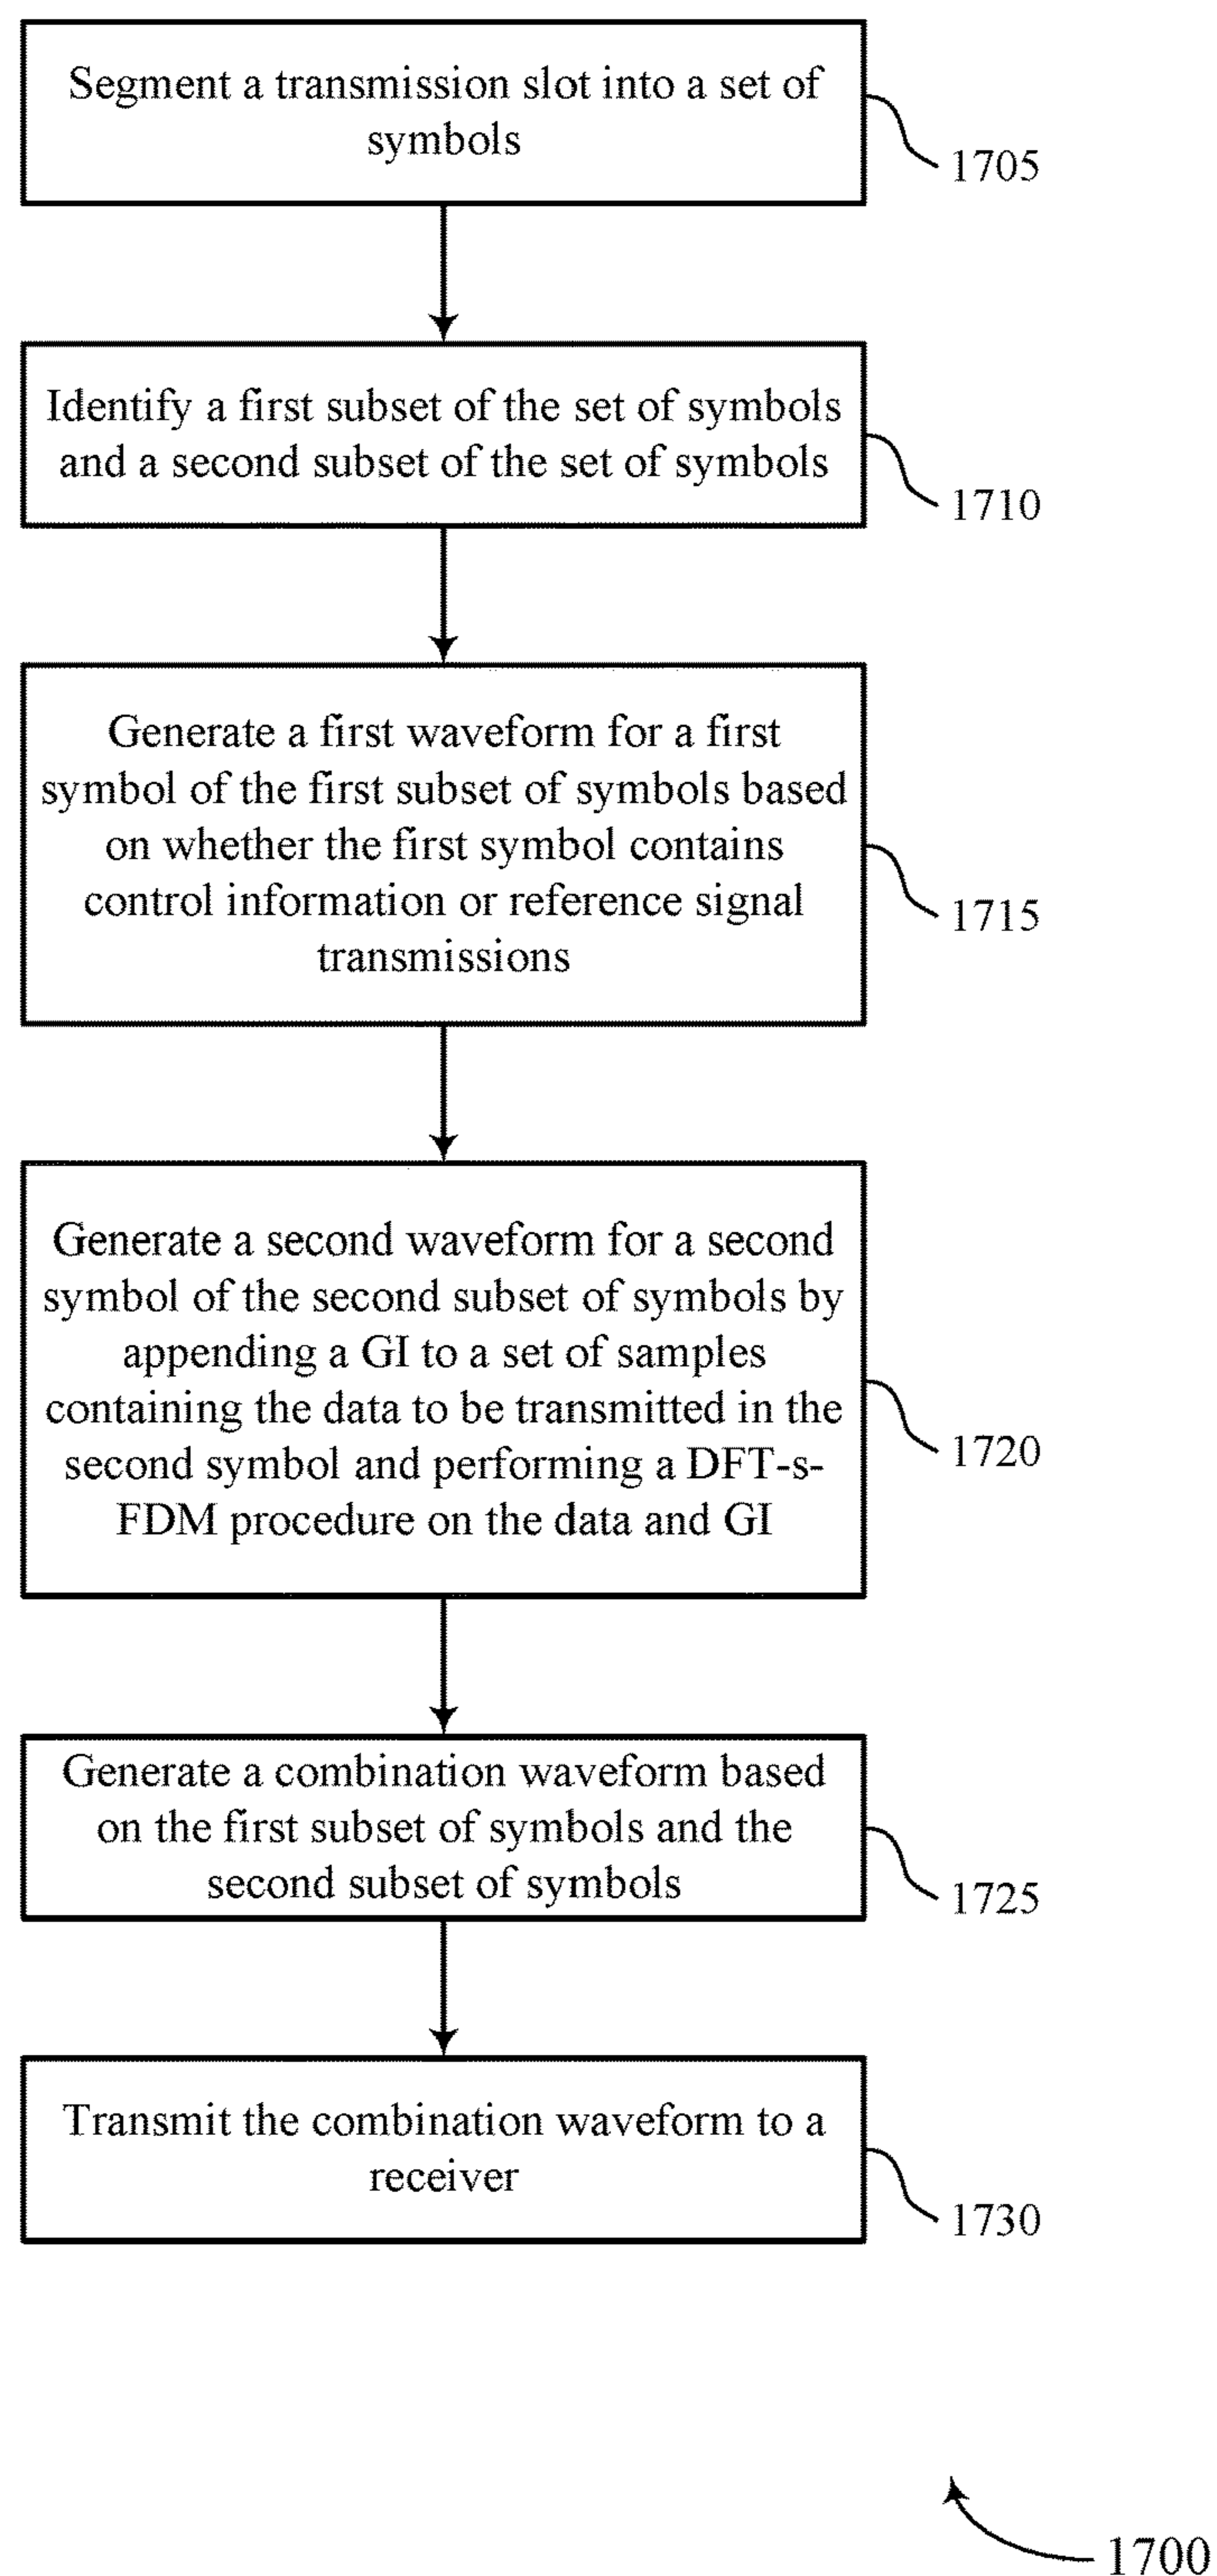 Segment a transmission slot into a set of
symbols
1705
Identify a first subset of the set of symbols
and a second subset of the set of symbols
1710
Generate a first waveform for a first
symbol of the first subset of symbols based
on whether the first symbol contains
control information or reference signal
transmissions
1715
Generate a second waveform for a second
symbol of the second subset of symbols by
appending a GI to a set of samples
containing the data to be transmitted in the
second symbol and performing a DFT-s-
FDM procedure on the data and GI
1720
Generate a combination waveform based
on the first subset of symbols and the
second subset of symbols
1725
Transmit the combination waveform to a
receiver
1730
1700